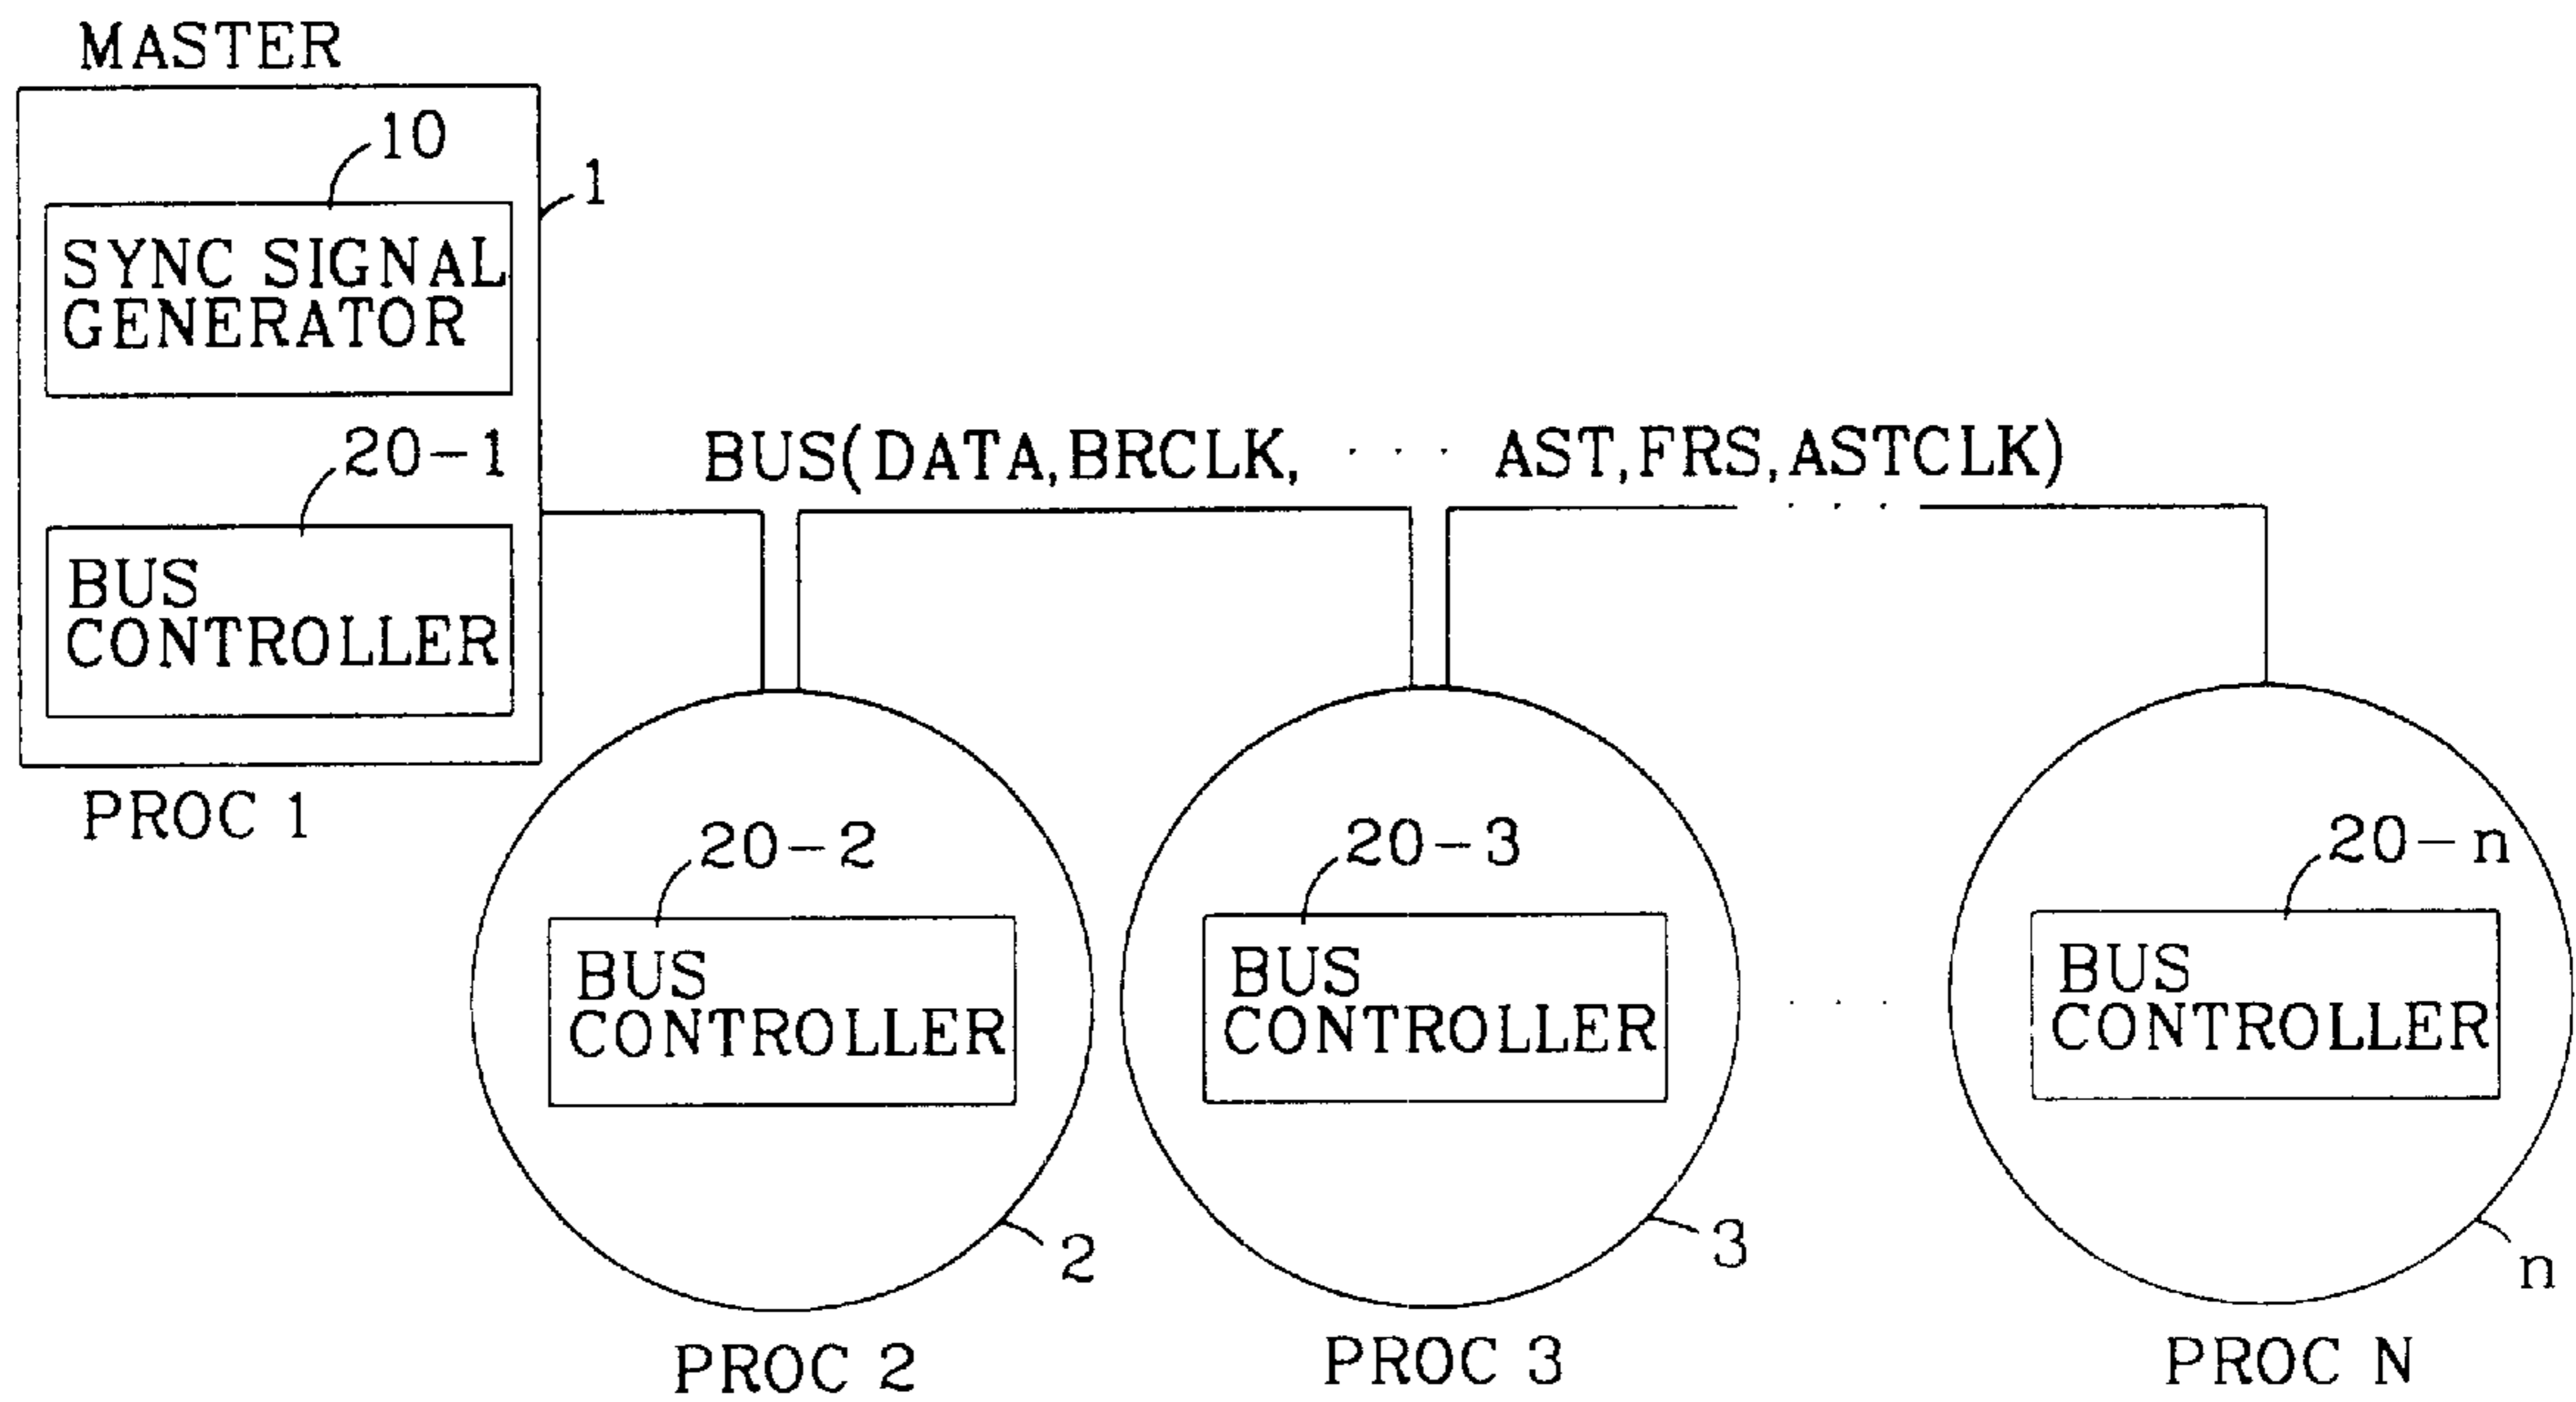 MASTER
10
1
SYNC SIGNAL
GENERATOR
20-1
BUS(DATA,BRCLK, · · · AST,FRS,ASTCLK)
· · ·
BUS
CONTROLLER
PROC 1
20-2
20-3
20-n
BUS
CONTROLLER
BUS
CONTROLLER
· · ·
BUS
CONTROLLER
2
3
n
PROC 2
PROC 3
PROC N